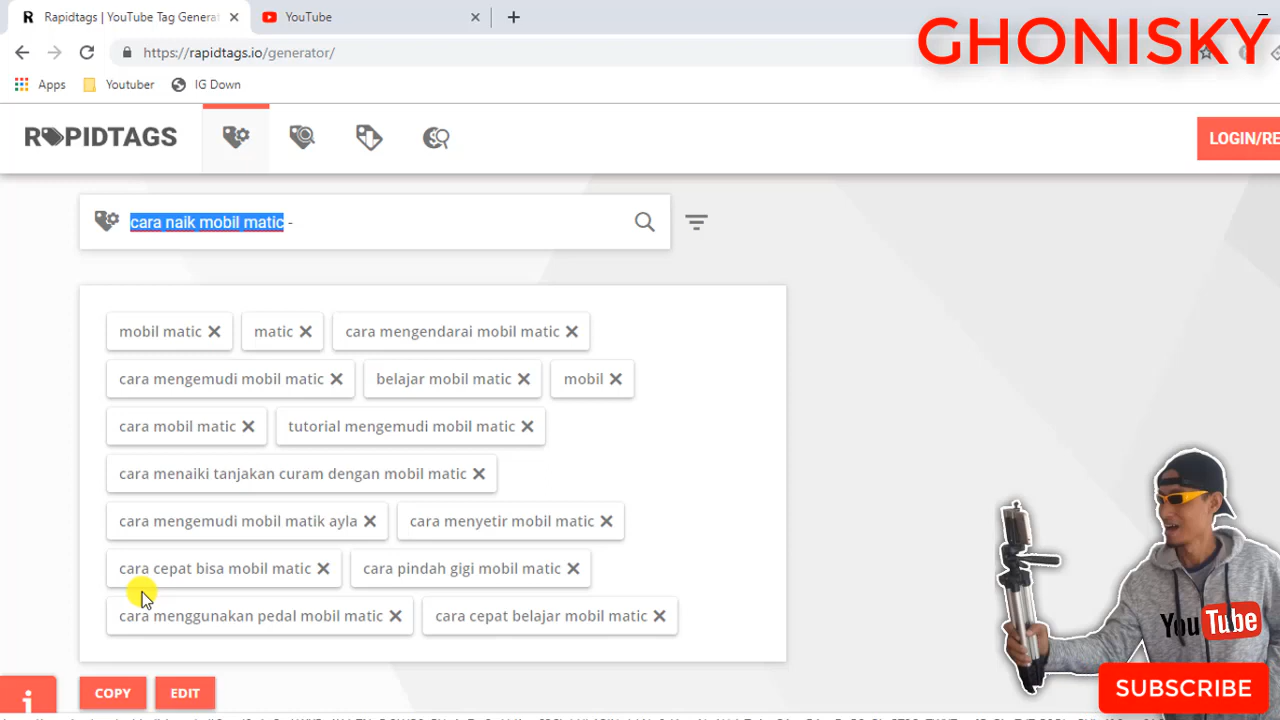 Rapidtags | YouTube Tag Genera
YouTube
GHONISKY
https://rapidtags.io/generator/
Apps
Youtuber
IG Down
RAPIDTAGS
LOGIN/RE
cara naik mobil matic -
mobil matic
matic
cara mengendarai mobil matic
cara mengemudi mobil matic
belajar mobil matic
mobil
cara mobil matic
tutorial mengemudi mobil matic
cara menaiki tanjakan curam dengan mobil matic
cara mengemudi mobil matik ayla
cara menyetir mobil matic
cara cepat bisa mobil matic
cara pindah gigi mobil matic
cara menggunakan pedal mobil matic
cara cepat belajar mobil matic
YouTube
SUBSCRIBE
i
COPY
EDIT